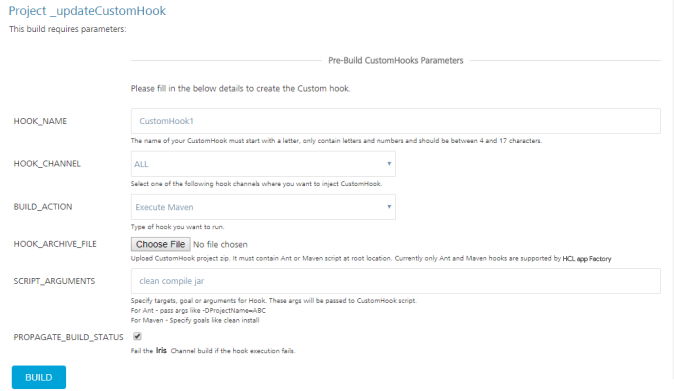 Project _updateCustomHook
This build requires parameters:
Pre-Build CustomHooks Parameters
Please fill in the below details to create the Custom hook.
HOOK_NAME
CustomHook1
The name of your CustomHook must start with a letter, only contain letters and numbers and should be between 4 and 17 characters.
HOOK_CHANNEL
ALL
Select one of the following hook channels where you want to inject CustomHook.
BUILD_ACTION
Execute Maven
Type of hook you want to run.
HOOK_ARCHIVE_FILE
Choose File No file chosen
Upload CustomHook project zip. It must contain Ant or Maven script at root location. Currently only Ant and Maven hooks are supported by HCL app Factory
SCRIPT_ARGUMENTS
clean compile jar
Specify targets, goal or arguments for Hook. These args will be passed to CustomHook script.
For Ant - pass args like -DProjectName=ABC
For Maven - Specify goals like clean install
PROPAGATE_BUILD_STATUS
Fail the Iris Channel build if the hook execution fails.
BUILD